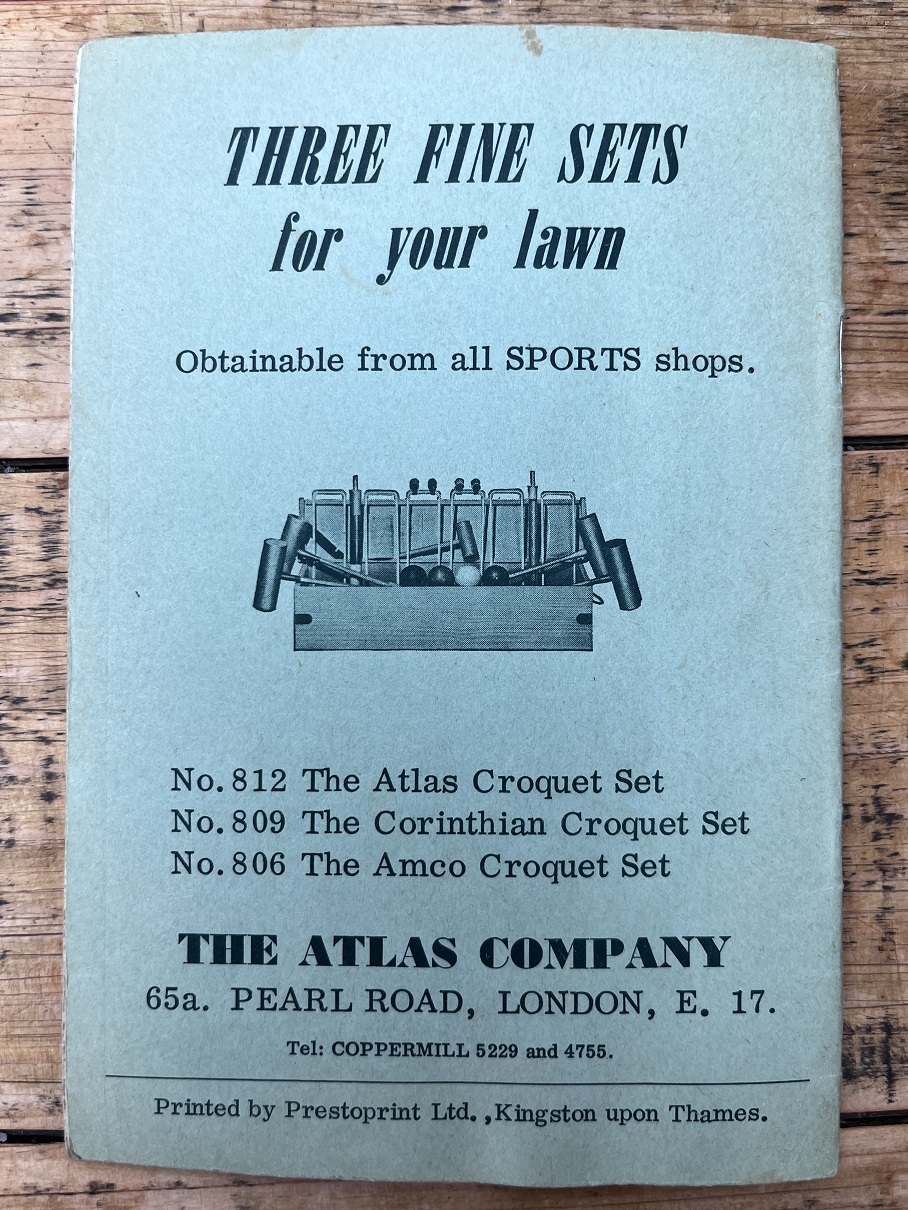 THREE FINE SETS
for your lawn
Obtainable from all SPORTS shops.
No. 812 The Atlas Croquet Set
No. 809 The Corinthian Croquet Set
No. 806 The Amco Croquet Set
THE ATLAS COMPANY
65a. PEARL ROAD, LONDON, E. 17.
Tel: COPPERMILL 5229 and 4755.
Printed by Prestoprint Ltd. ,Kingston upon Thames.